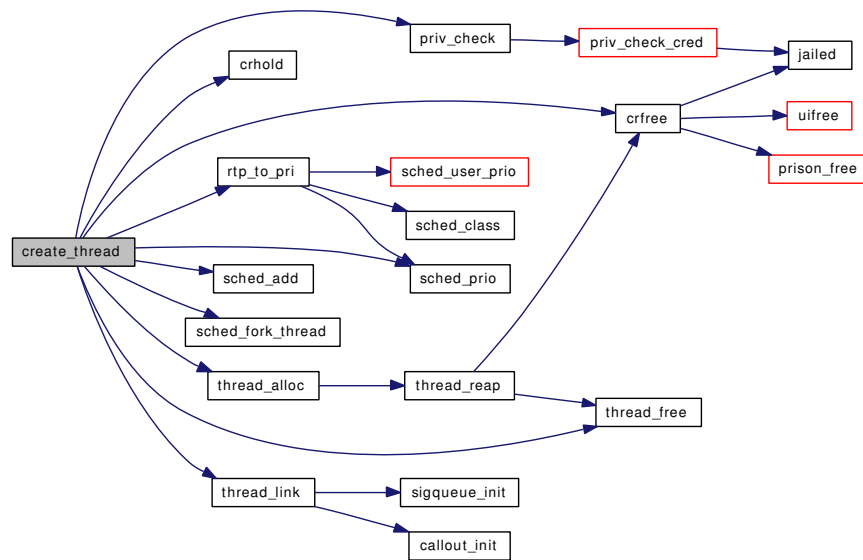 priv_check
priv_check_cred
jailed
crhold
crfree
uifree
prison_free
rtp_to_pri
sched_user_prio
sched_class
create_thread
sched_add
sched_prio
sched_fork_thread
thread_alloc
thread_reap
thread_free
thread_link
sigqueue_init
callout_init